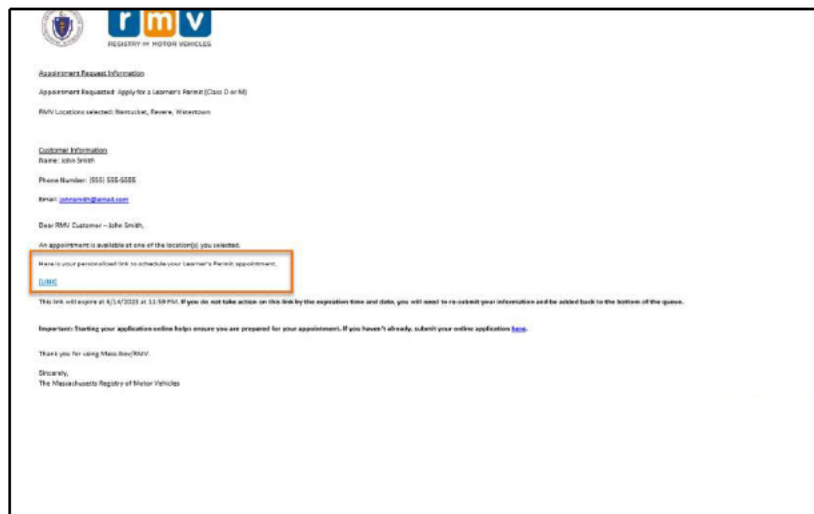 rmv
REGISTRY OF MOTOR VEHICLES
Appointment Request Information
Appointment Requested: Apply for a Learner's Permit (Class D or M)
RMV Locations selected: Nantucket, Revere, Watertown
Customer Information
Name: John Smith
Phone Number: (555) 555-5555
Email: johnsmith@email.com
Dear RMV Customer – John Smith,
An appointment is available at one of the location(s) you selected.
Here is your personalized link to schedule your Learner's Permit appointment.
[LINK]
This link will expire at 6/14/2023 at 11:59 PM. If you do not take action on this link by the expiration time and date, you will need to re-submit your information and be added back to the bottom of the queue.
Important: Starting your application online helps ensure you are prepared for your appointment. If you haven't already, submit your online application here.
Thank you for using Mass.Gov/RMV.
Sincerely,
The Massachusetts Registry of Motor Vehicles